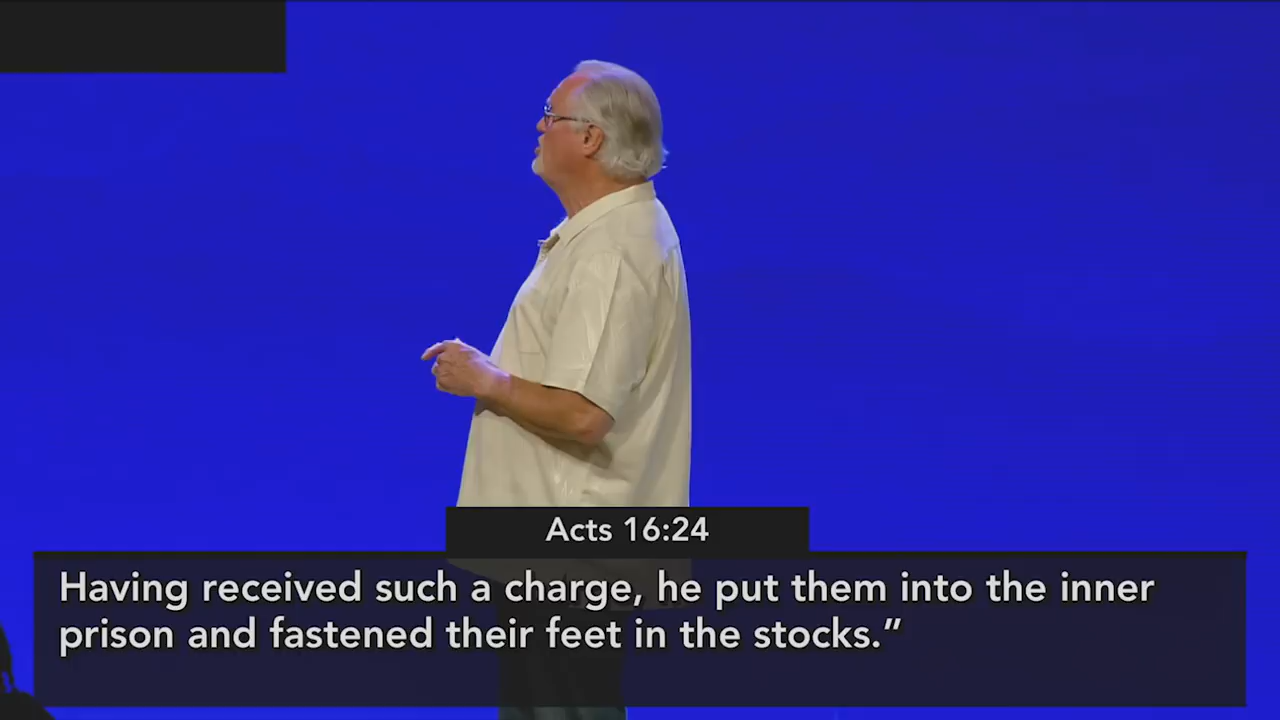 Acts 16:24
Having received such a charge, he put them into the inner
prison and fastened their feet in the stocks.”